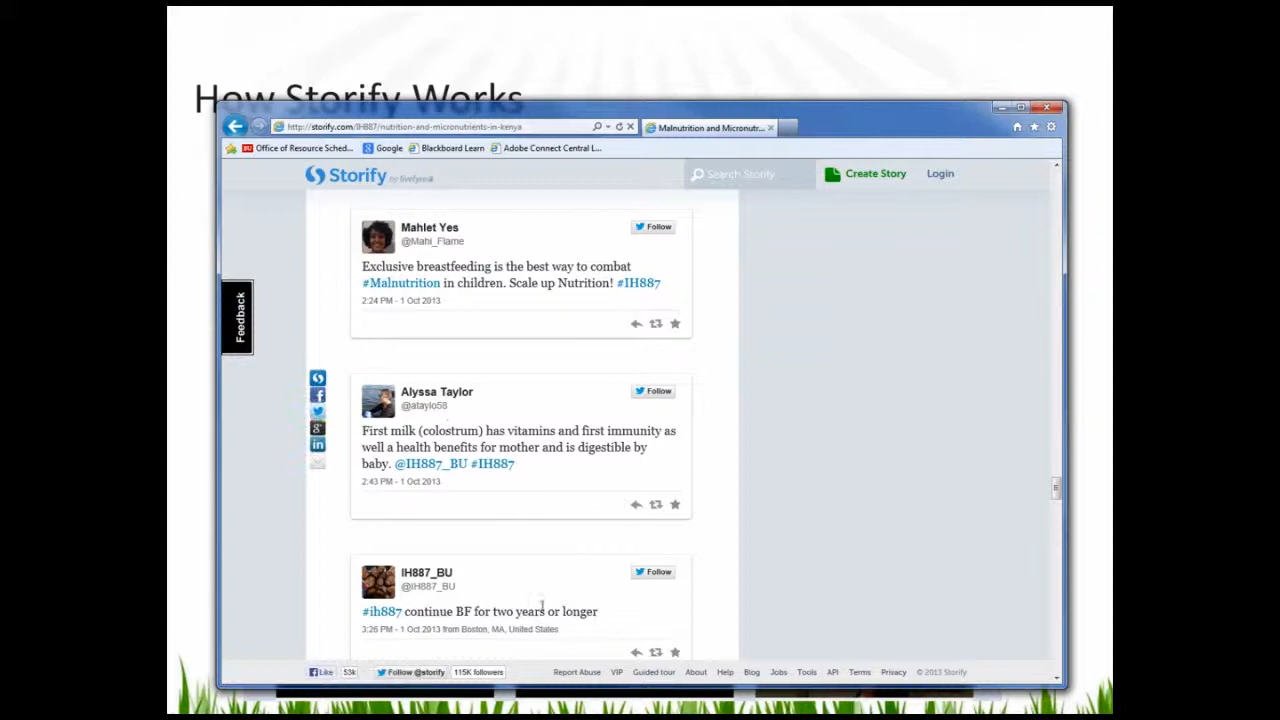 How Storify Works
http://storify.com/IH887/nutrition-and-micronutrients-in-kenya
Malnutrition and Micronutr...
Office of Resource Sched...
Google
Blackboard Learn
Adobe Connect Central L...
Storify by livefyre
Search Storify
Create Story
Login
Feedback
Mahlet Yes
Follow
@Mahi_Flame
Exclusive breastfeeding is the best way to combat
#Malnutrition in children. Scale up Nutrition! #IH887
2:24 PM - 1 Oct 2013
Alyssa Taylor
Follow
@ataylo58
First milk (colostrum) has vitamins and first immunity as
well a health benefits for mother and is digestible by
baby. @IH887_BU #IH887
2:43 PM - 1 Oct 2013
IH887_BU
Follow
@IH887_BU
#ih887 continue BF for two years or longer
3:26 PM - 1 Oct 2013 from Boston, MA, United States
Like 53k Follow @storify 115K followers Report Abuse VIP Guided tour About Help Blog Jobs Tools API Terms Privacy © 2013 Storify